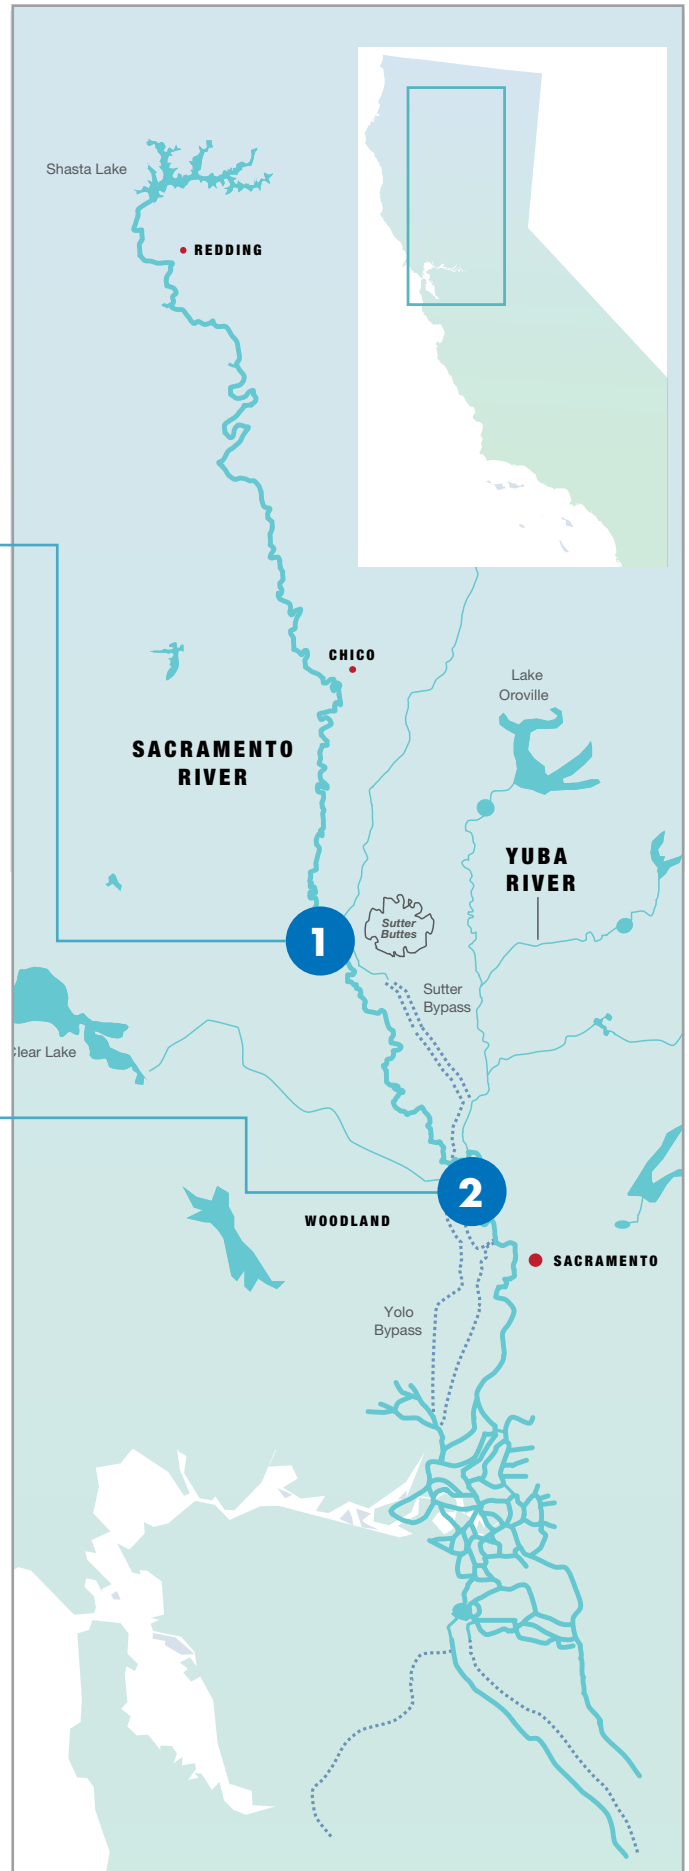 Shasta Lake
REDDING
CHICO
Lake
Oroville
SACRAMENTO
RIVER
YUBA
RIVER
1
Sutter
Buttes
Sutter
Bypass
Clear Lake
2
WOODLAND
SACRAMENTO
Yolo
Bypass